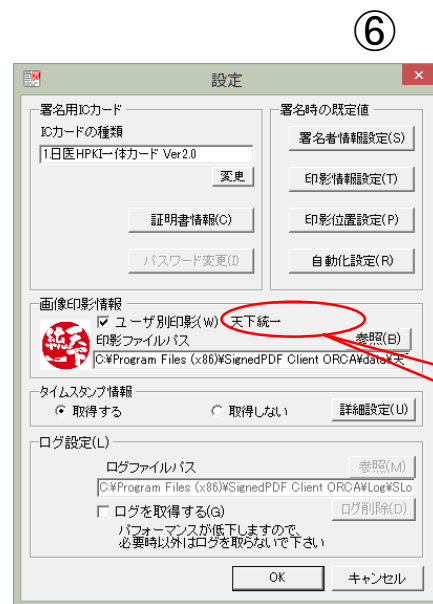 ⑥
設定
署名用ICカード
ICカードの種類
1.日医HPKI一体カード Ver2.0
変更
証明書情報(C)
パスワード変更(I)
署名時の既定値
署名者情報設定(S)
印影情報設定(T)
印影位置設定(P)
自動化設定(R)
画像印影情報
ユーザ別印影(W) 天下統一
天下統一
印影ファイルパス
参照(B)
C:¥Program Files (x86)¥SignedPDF Client ORCA¥data¥天
タイムスタンプ情報
取得する 取得しない
詳細設定(U)
ログ設定(L)
ログファイルパス
参照(M)
C:¥Program Files (x86)¥SignedPDF Client ORCA¥Log¥SLo
ログを取得する(G)
ログ削除(D)
パフォーマンスが低下しますので、
必要時以外はログを取らないで下さい
OK キャンセル